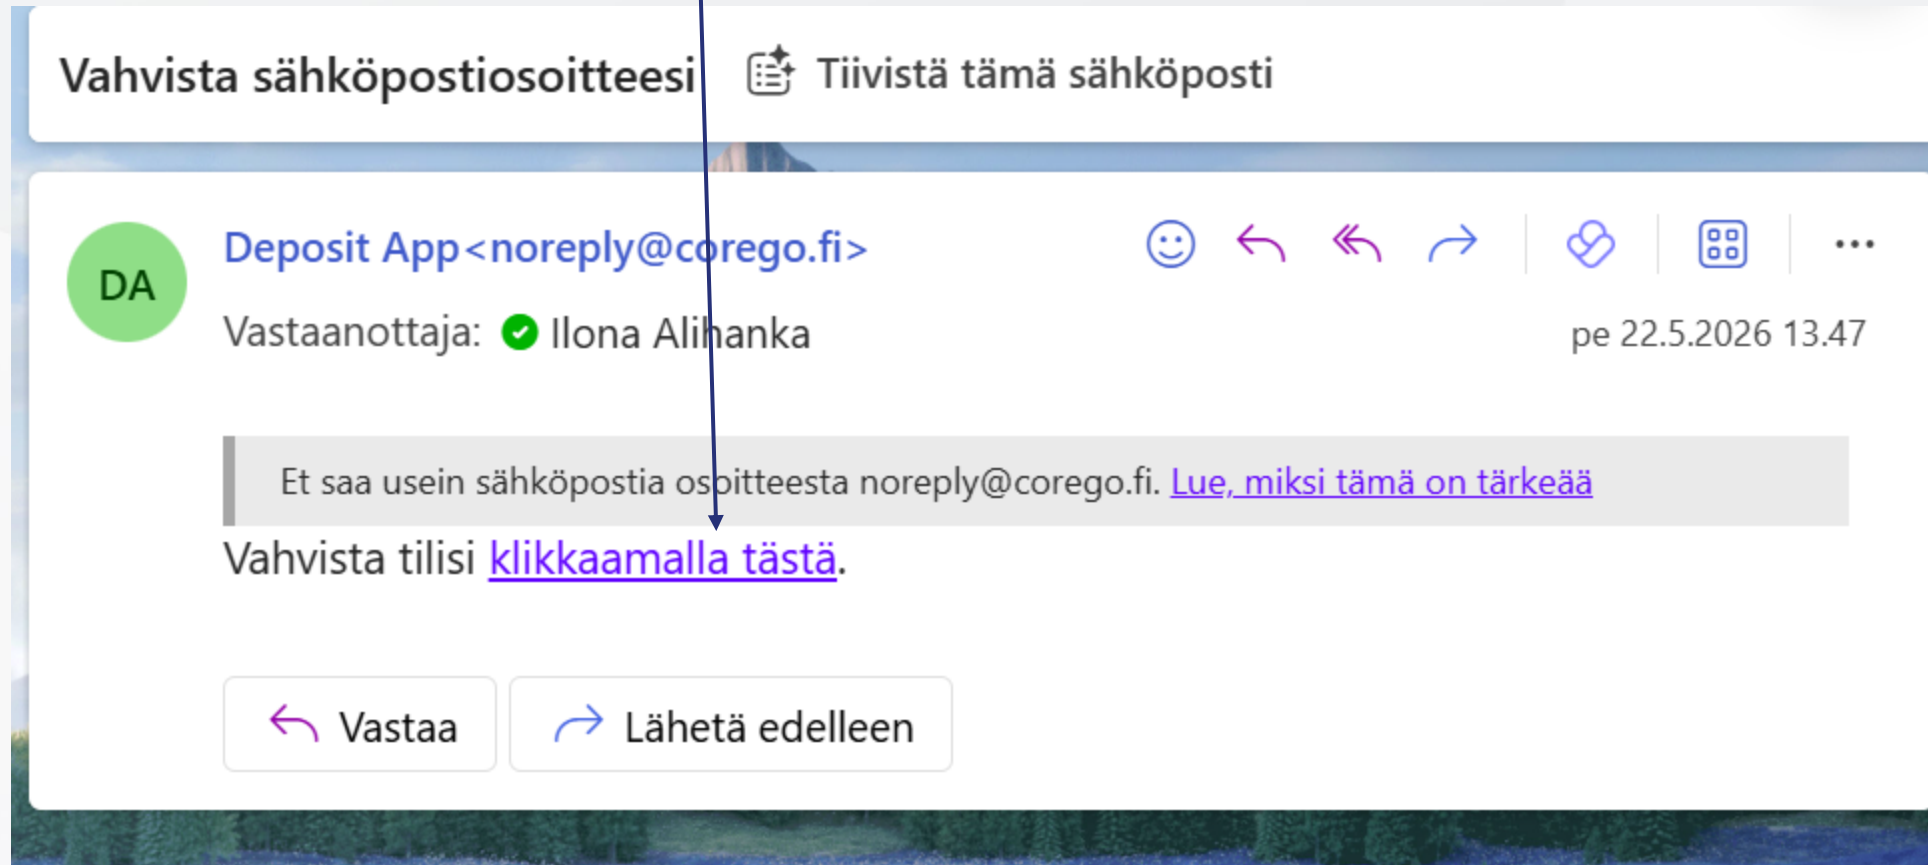 Vahvista sähköpostiosoitteesi Tiivistä tämä sähköposti
DA
Deposit App<noreply@corego.fi>
Vastaanottaja: Ilona Alihanka
pe 22.5.2026 13.47
Et saa usein sähköpostia osoitteesta noreply@corego.fi. Lue, miksi tämä on tärkeää
Vahvista tilisi klikkaamalla tästä.
Vastaa Lähetä edelleen